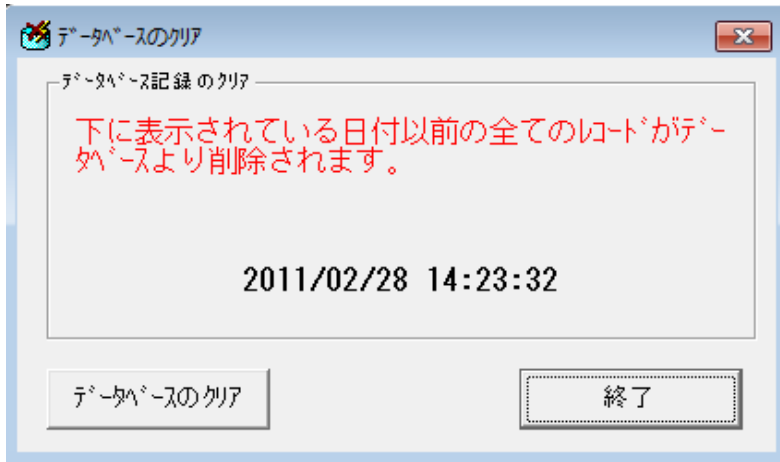 ﾃﾞｰﾀﾍﾞｰｽのｸﾘｱ
ﾃﾞｰﾀﾍﾞｰｽ記録のｸﾘｱ
下に表示されている日付以前の全てのﾚｺｰﾄﾞがﾃﾞｰ
ﾀﾍﾞｰｽより削除されます。
2011/02/28 14:23:32
ﾃﾞｰﾀﾍﾞｰｽのｸﾘｱ
終了